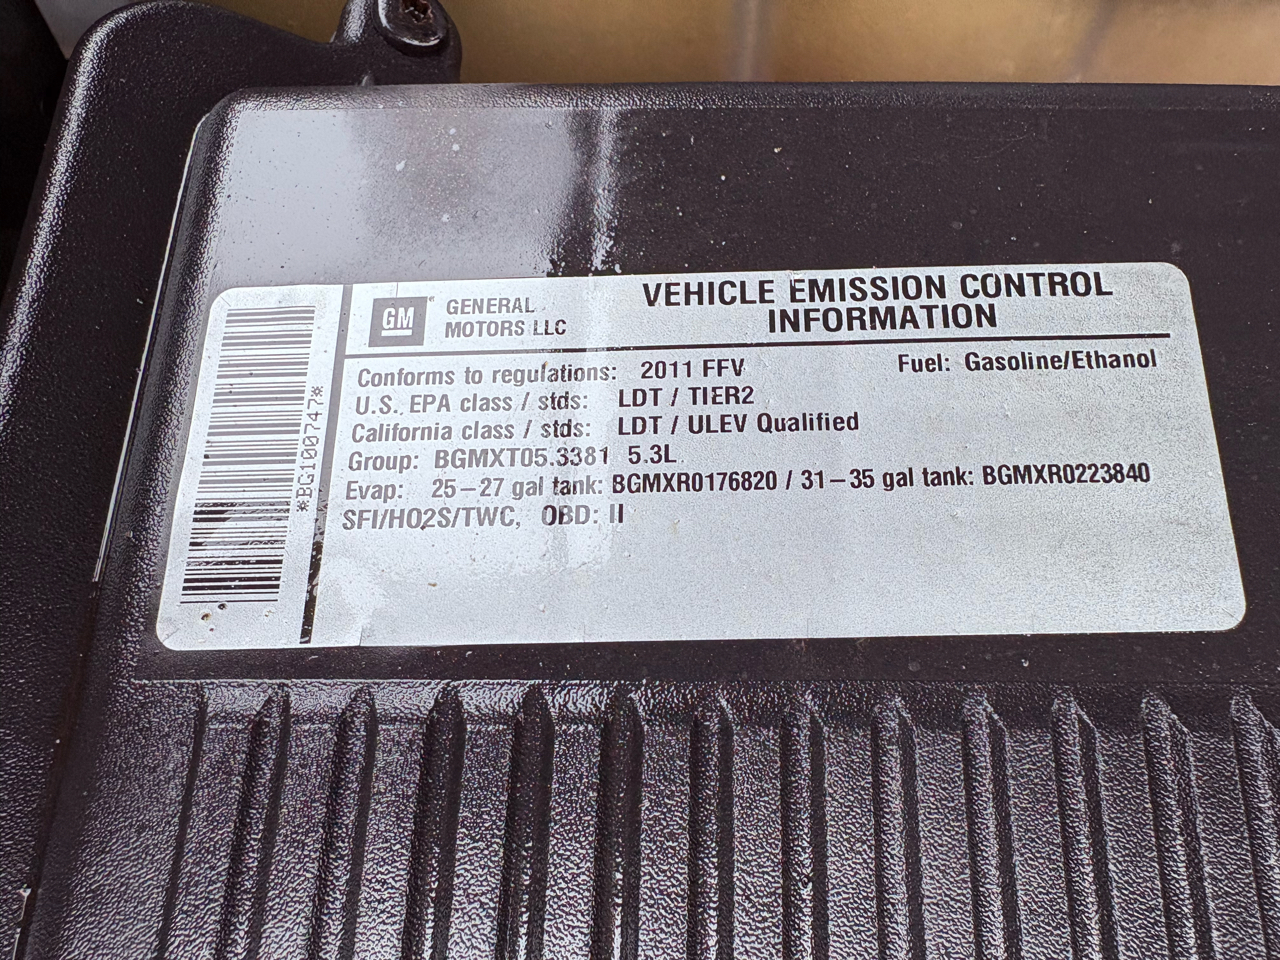 GM GENERAL MOTORS LLC
VEHICLE EMISSION CONTROL
INFORMATION
Conforms to regulations: 2011 FFV Fuel: Gasoline/Ethanol
U.S. EPA class / stds: LDT / TIER2
California class / stds: LDT / ULEV Qualified
Group: BGMXT05.3381 5.3L
Evap: 25-27 gal tank: BGMXR0176820 / 31-35 gal tank: BGMXR0223840
SFI/HO2S/TWC, OBD: II
*BG100747*